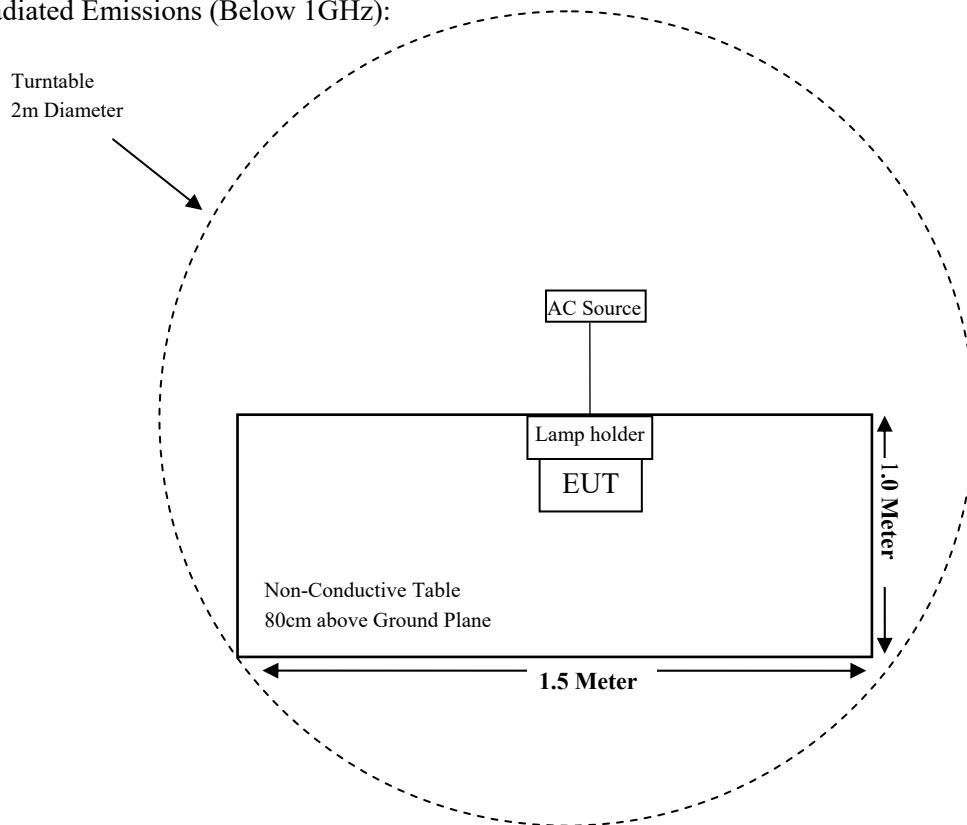 adiated Emissions (Below 1GHz):
Turntable
2m Diameter
AC Source
Lamp holder
EUT
1.0 Meter
Non-Conductive Table
80cm above Ground Plane
1.5 Meter